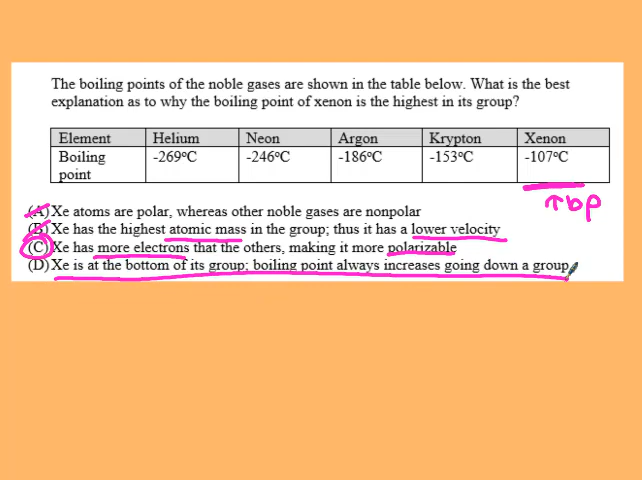 The boiling points of the noble gases are shown in the table below. What is the best
explanation as to why the boiling point of xenon is the highest in its group?
Element Helium Neon Argon Krypton Xenon
Boiling -269°C -246°C -186°C -153°C -107°C
point
↑bp
(A) Xe atoms are polar, whereas other noble gases are nonpolar
(B) Xe has the highest atomic mass in the group; thus it has a lower velocity
(C) Xe has more electrons that the others, making it more polarizable
(D) Xe is at the bottom of its group; boiling point always increases going down a group